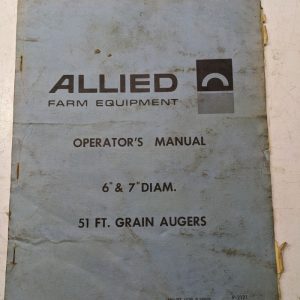 ALLIED
FARM EQUIPMENT
OPERATOR'S MANUAL
6" & 7" DIAM.
51 FT. GRAIN AUGERS